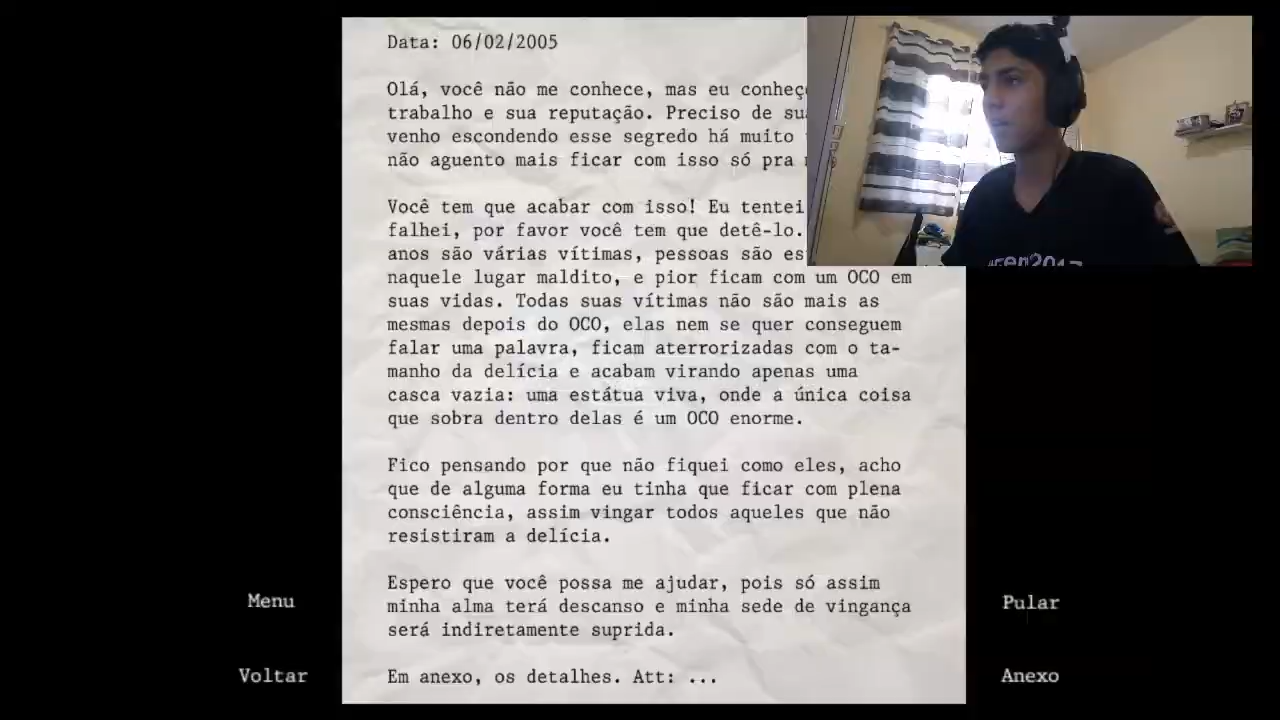 Data: 06/02/2005
Olá, você não me conhece, mas eu conheço
trabalho e sua reputação. Preciso de sua
venho escondendo esse segredo há muito
não aguento mais ficar com isso só pra
Você tem que acabar com isso! Eu tentei
falhei, por favor você tem que detê-lo.
anos são várias vítimas, pessoas são
naquele lugar maldito, e pior ficam com um OCO em
suas vidas. Todas suas vítimas não são mais as
mesmas depois do OCO, elas nem se quer conseguem
falar uma palavra, ficam aterrorizadas com o ta-
manho da delícia e acabam virando apenas uma
casca vazia: uma estátua viva, onde a única coisa
que sobra dentro delas é um OCO enorme.
Fico pensando por que não fiquei como eles, acho
que de alguma forma eu tinha que ficar com plena
consciência, assim vingar todos aqueles que não
resistiram a delícia.
Espero que você possa me ajudar, pois só assim
minha alma terá descanso e minha sede de vingança
será indiretamente suprida.
Em anexo, os detalhes. Att: ...
Menu
Voltar
Pular
Anexo